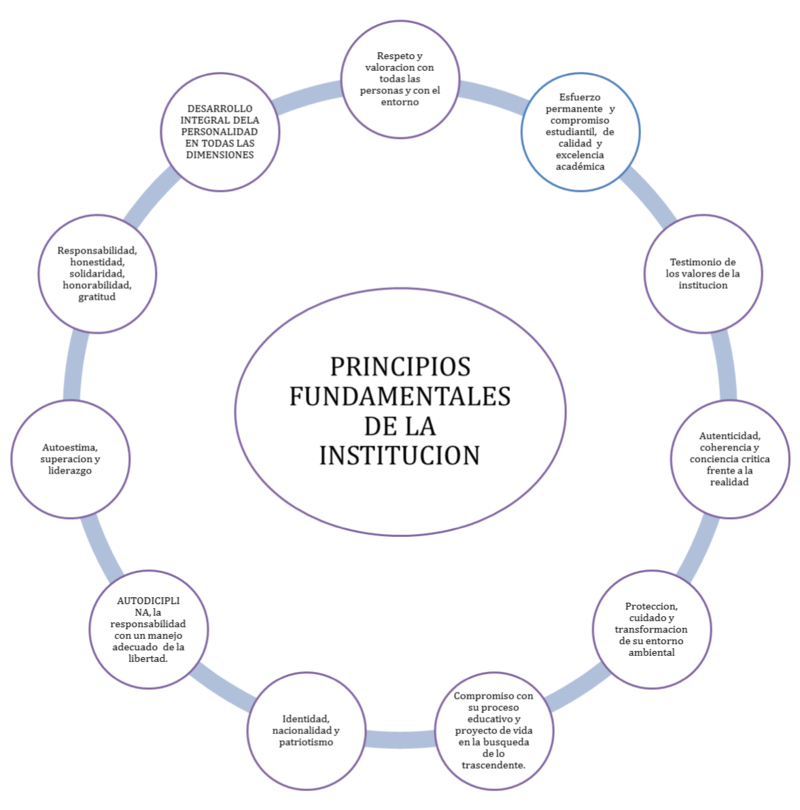 Respeto y
valoracion con
todas las
personas y con el
entorno
Esfuerzo
permanente y
compromiso
estudiantil, de
calidad y
excelencia
académica
Testimonio de
los valores de la
institucion
Autenticidad,
coherencia y
conciencia critica
frente a la
realidad
Proteccion,
cuidado y
transformacion
de su entorno
ambiental
Compromiso con
su proceso
educativo y
proyecto de vida
en la busqueda
de lo
trascendente.
Identidad,
nacionalidad y
patriotismo
AUTODICIPLI
NA, la
responsabilidad
con un manejo
adecuado de la
libertad.
Autoestima,
superacion y
liderazgo
Responsabilidad,
honestidad,
solidaridad,
honorabilidad,
gratitud
DESARROLLO
INTEGRAL DELA
PERSONALIDAD
EN TODAS LAS
DIMENSIONES
PRINCIPIOS
FUNDAMENTALES
DE LA
INSTITUCION